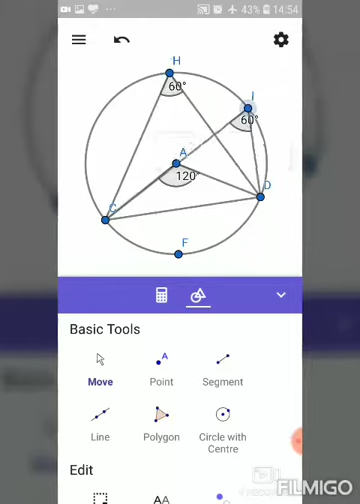 43% 14:54
H
60°
I
60°
A
120°
D
C
F
Basic Tools
Move
A
Point
Segment
Line
Polygon
Circle with
Centre
Edit
AA
FILMIGO